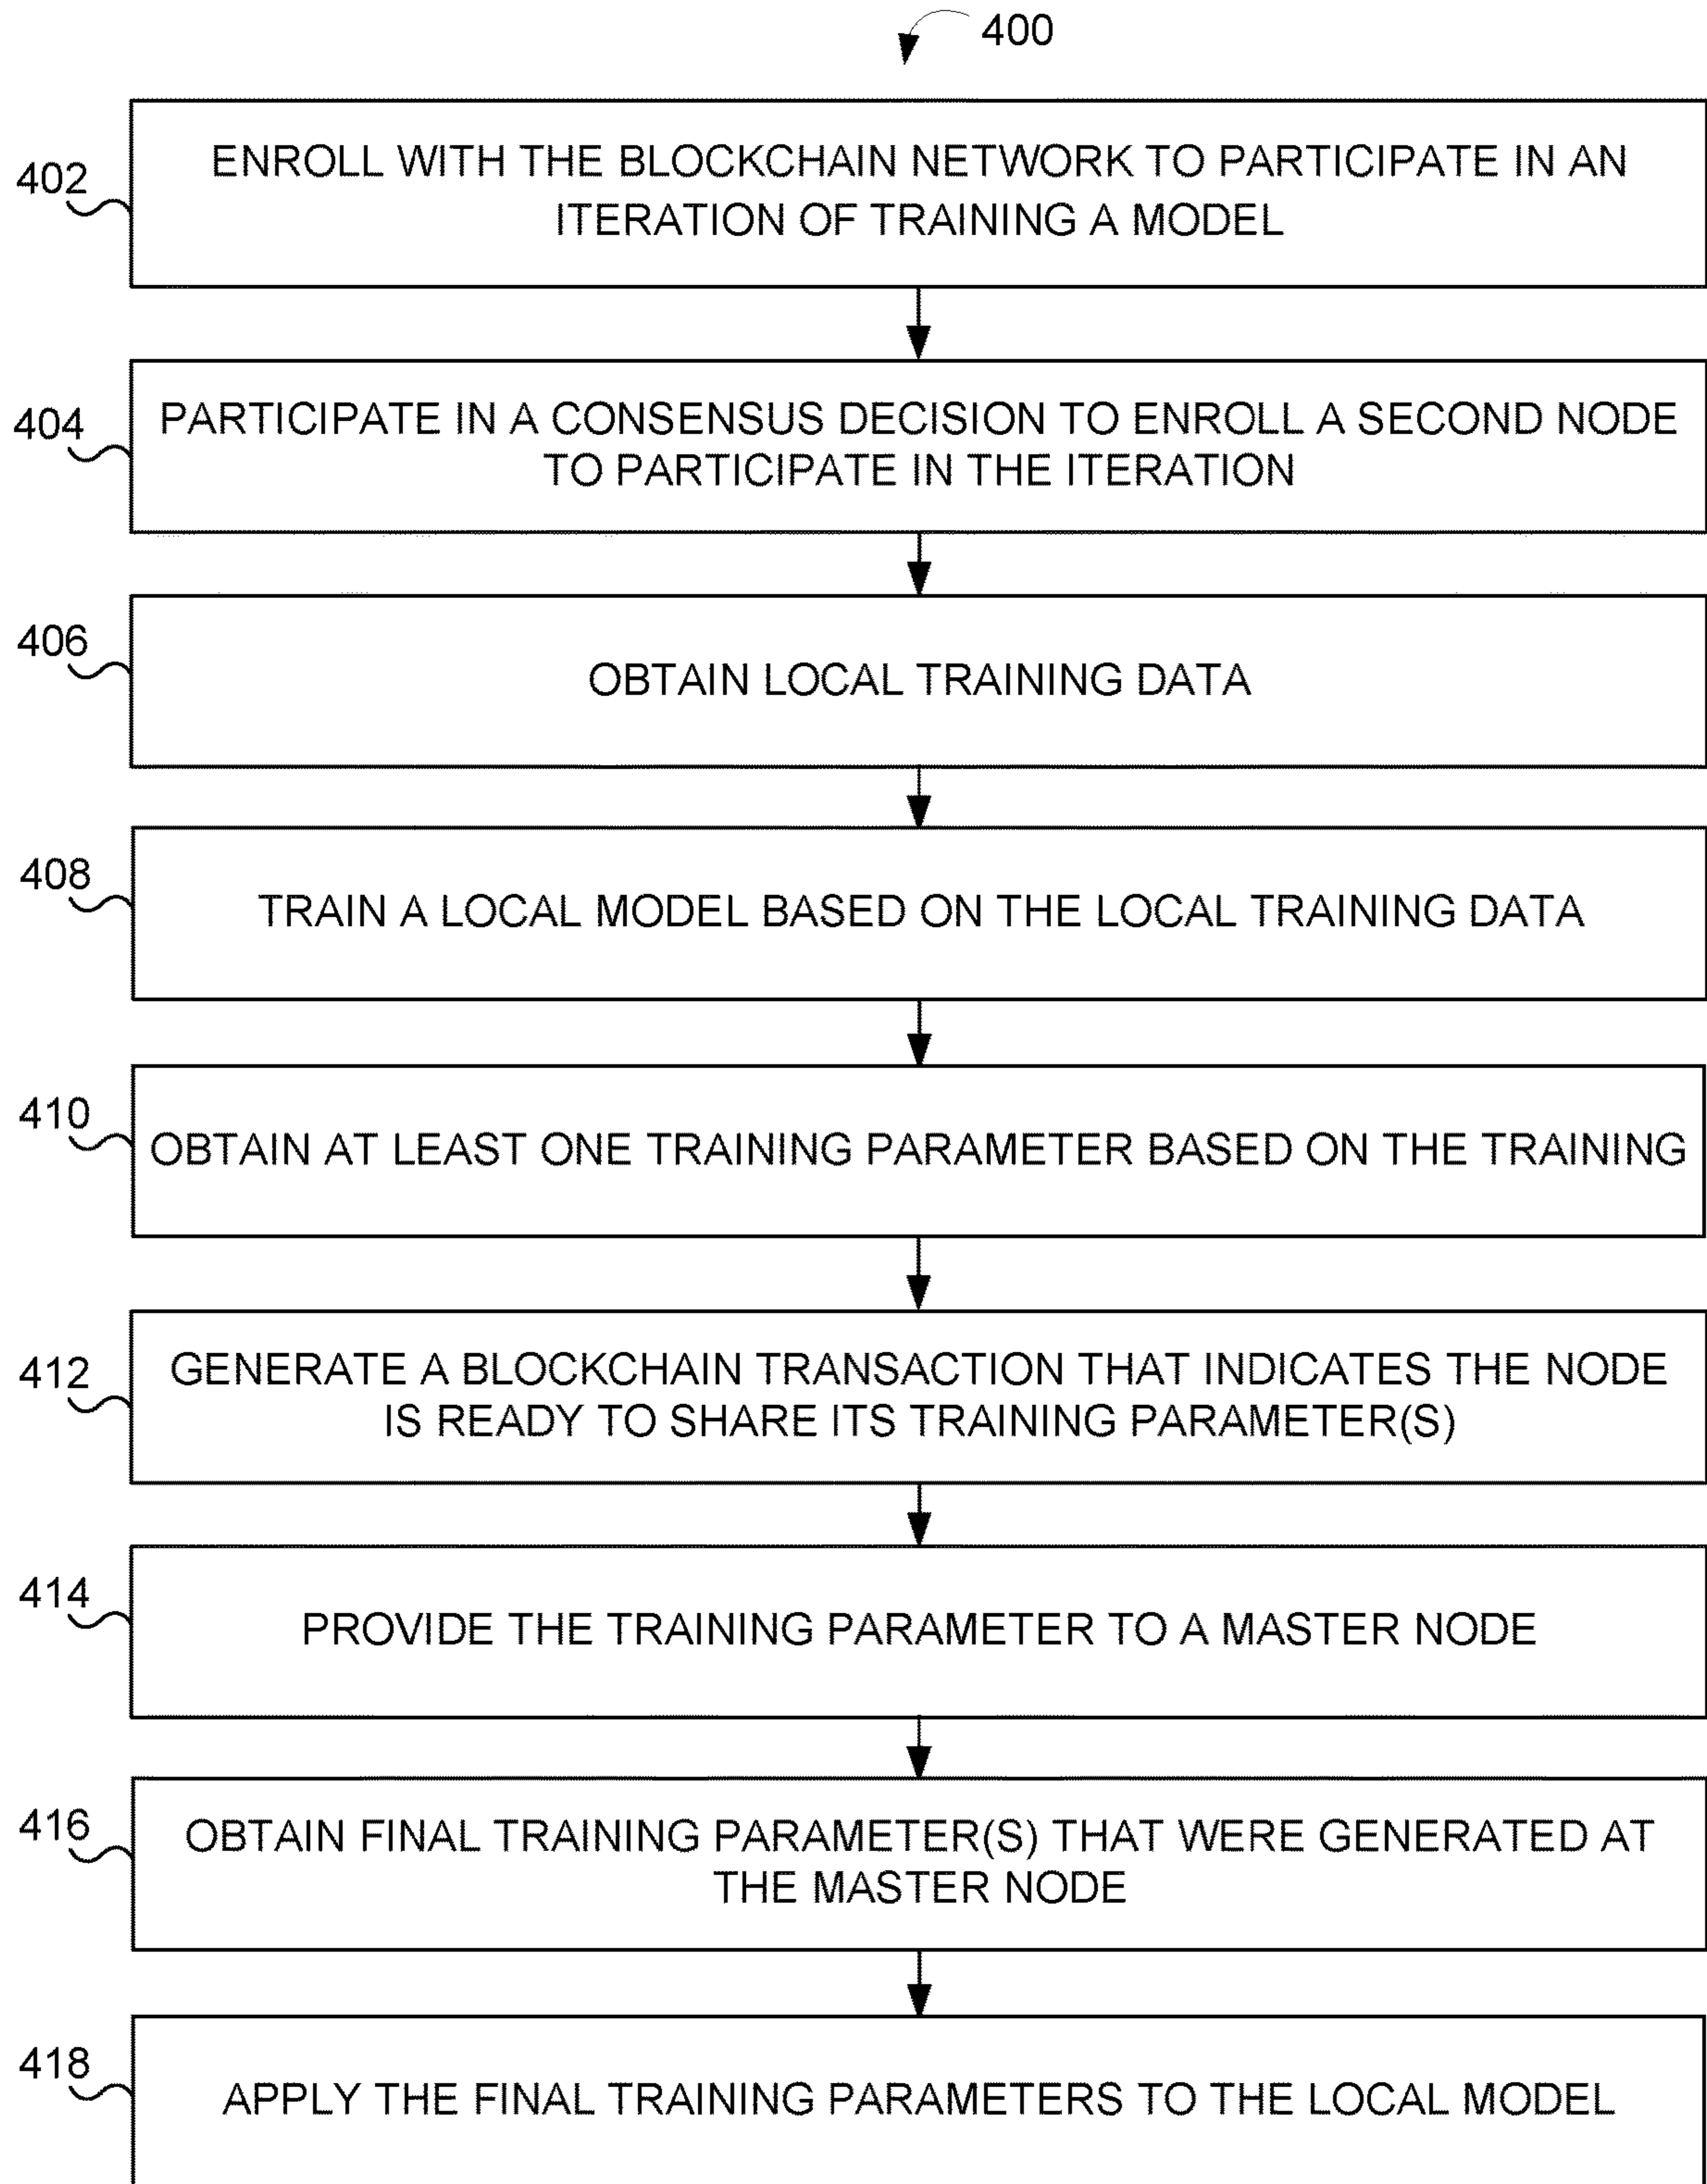 400
402
ENROLL WITH THE BLOCKCHAIN NETWORK TO PARTICIPATE IN AN
ITERATION OF TRAINING A MODEL
404
PARTICIPATE IN A CONSENSUS DECISION TO ENROLL A SECOND NODE
TO PARTICIPATE IN THE ITERATION
406
OBTAIN LOCAL TRAINING DATA
408
TRAIN A LOCAL MODEL BASED ON THE LOCAL TRAINING DATA
410
OBTAIN AT LEAST ONE TRAINING PARAMETER BASED ON THE TRAINING
412
GENERATE A BLOCKCHAIN TRANSACTION THAT INDICATES THE NODE
IS READY TO SHARE ITS TRAINING PARAMETER(S)
414
PROVIDE THE TRAINING PARAMETER TO A MASTER NODE
416
OBTAIN FINAL TRAINING PARAMETER(S) THAT WERE GENERATED AT
THE MASTER NODE
418
APPLY THE FINAL TRAINING PARAMETERS TO THE LOCAL MODEL